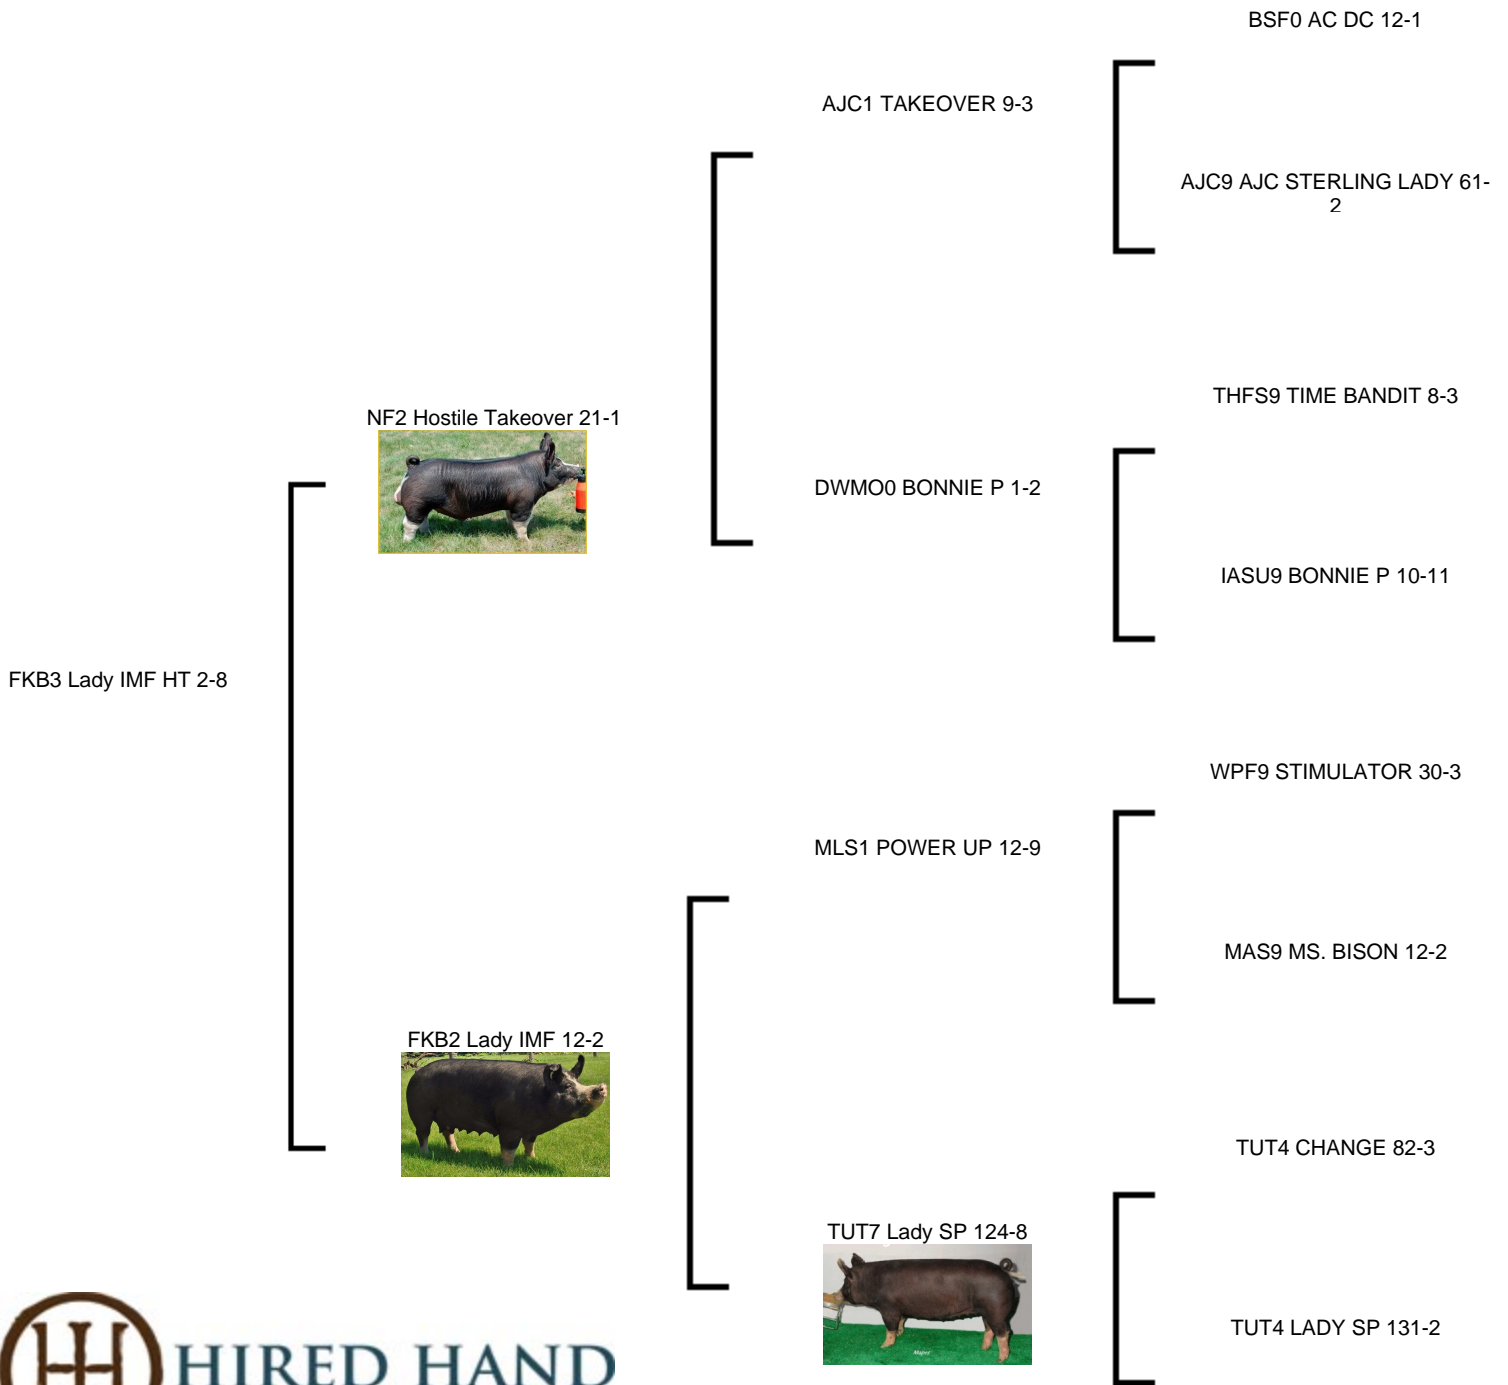 BSF0 AC DC 12-1
AJC1 TAKEOVER 9-3
AJC9 AJC STERLING LADY 61-
2
THFS9 TIME BANDIT 8-3
NF2 Hostile Takeover 21-1
DWMO0 BONNIE P 1-2
IASU9 BONNIE P 10-11
FKB3 Lady IMF HT 2-8
WPF9 STIMULATOR 30-3
MLS1 POWER UP 12-9
MAS9 MS. BISON 12-2
FKB2 Lady IMF 12-2
TUT4 CHANGE 82-3
TUT7 Lady SP 124-8
TUT4 LADY SP 131-2
HIRED HAND